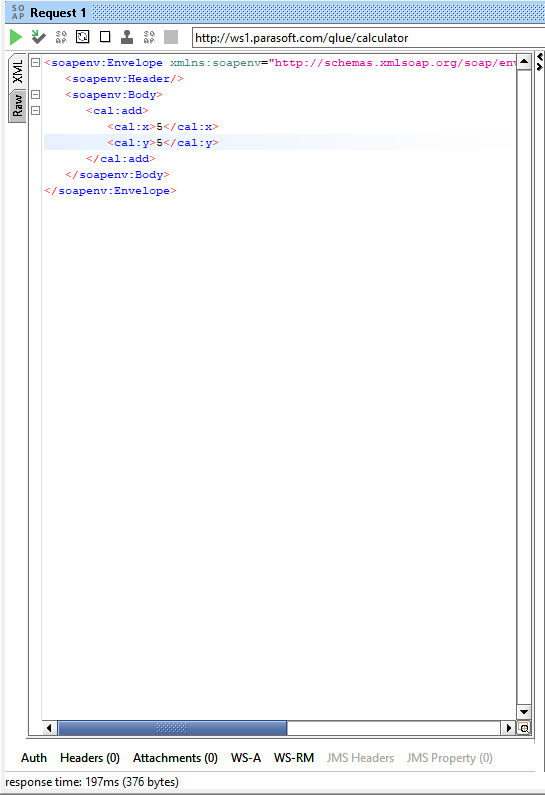 SO
AP
Request 1
SO
AP
SO
AP
http://ws1.parasoft.com/glue/calculator
XML
Raw
<soapenv:Envelope xmlns:soapenv="http://schemas.xmlsoap.org/soap/env
<soapenv:Header/>
<soapenv:Body>
<cal:add>
<cal:x>5</cal:x>
<cal:y>5</cal:y>
</cal:add>
</soapenv:Body>
</soapenv:Envelope>
Auth Headers (0) Attachments (0) WS-A WS-RM JMS Headers JMS Property (0)
response time: 197ms (376 bytes)